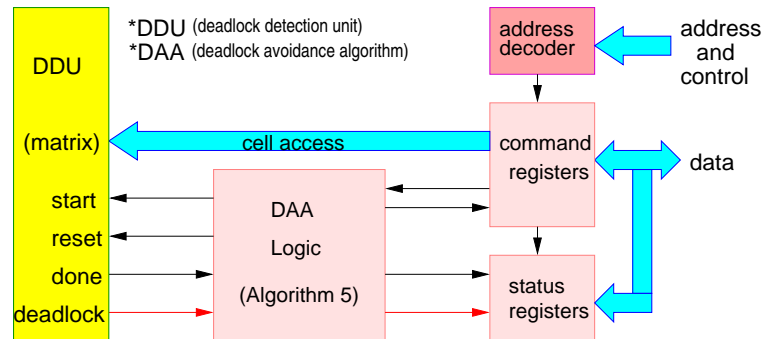 *DDU (deadlock detection unit)
*DAA (deadlock avoidance algorithm)
address
decoder
address
and
control
DDU
(matrix)
cell access
command
registers
data
start
reset
done
deadlock
DAA
Logic
(Algorithm 5)
status
registers